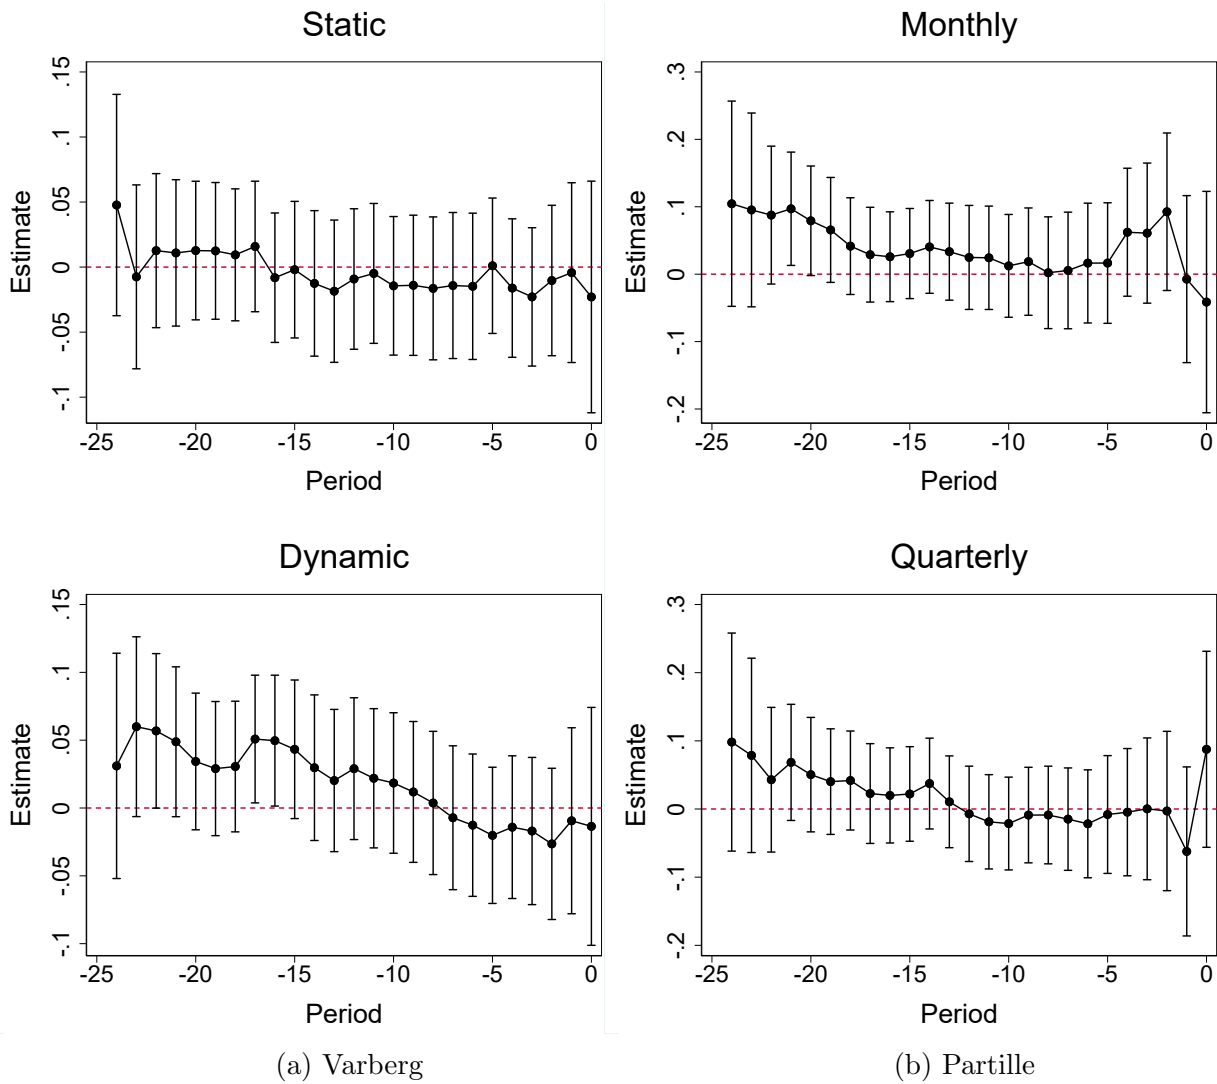 Static
.15
.1
.05
0
-.05
-.1
Estimate
-25 -20 -15 -10 -5 0
Period
Monthly
.3
.2
.1
0
-.1
-.2
Estimate
-25 -20 -15 -10 -5 0
Period
Dynamic
.15
.1
.05
0
-.05
-.1
Estimate
-25 -20 -15 -10 -5 0
Period
Quarterly
.3
.2
.1
0
-.1
-.2
Estimate
-25 -20 -15 -10 -5 0
Period
(a) Varberg
(b) Partille